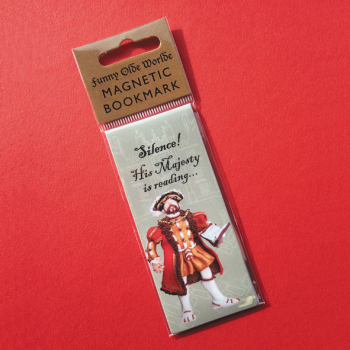 Funny Olde Worlde
MAGNETIC
BOOKMARK
Silence!
His Majesty
is reading...